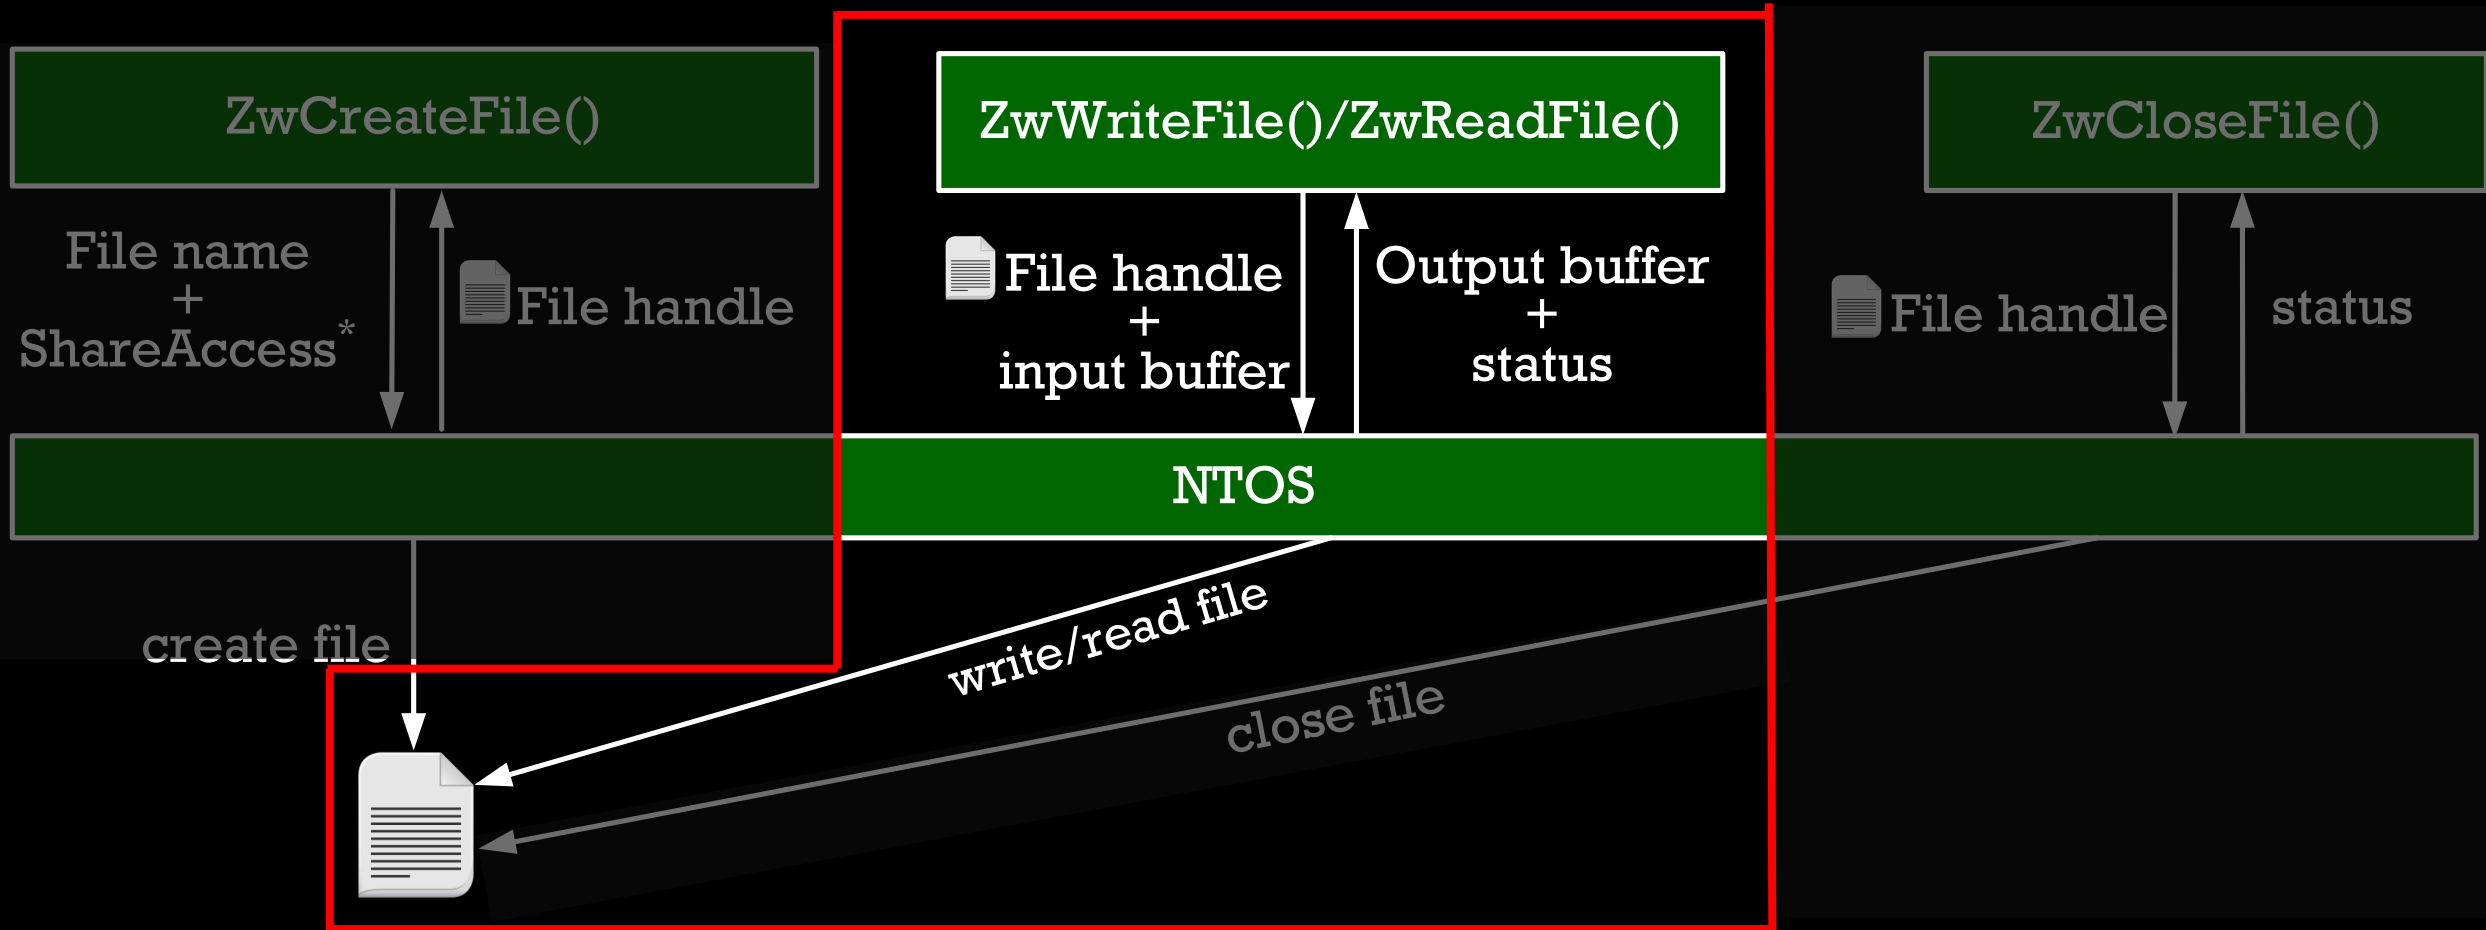 ZwCreateFile()
ZwWriteFile()/ZwReadFile()
ZwCloseFile()
File name
+
ShareAccess*
File handle
File handle
+
input buffer
Output buffer
+
status
File handle
status
NTOS
create file
write/read file
close file